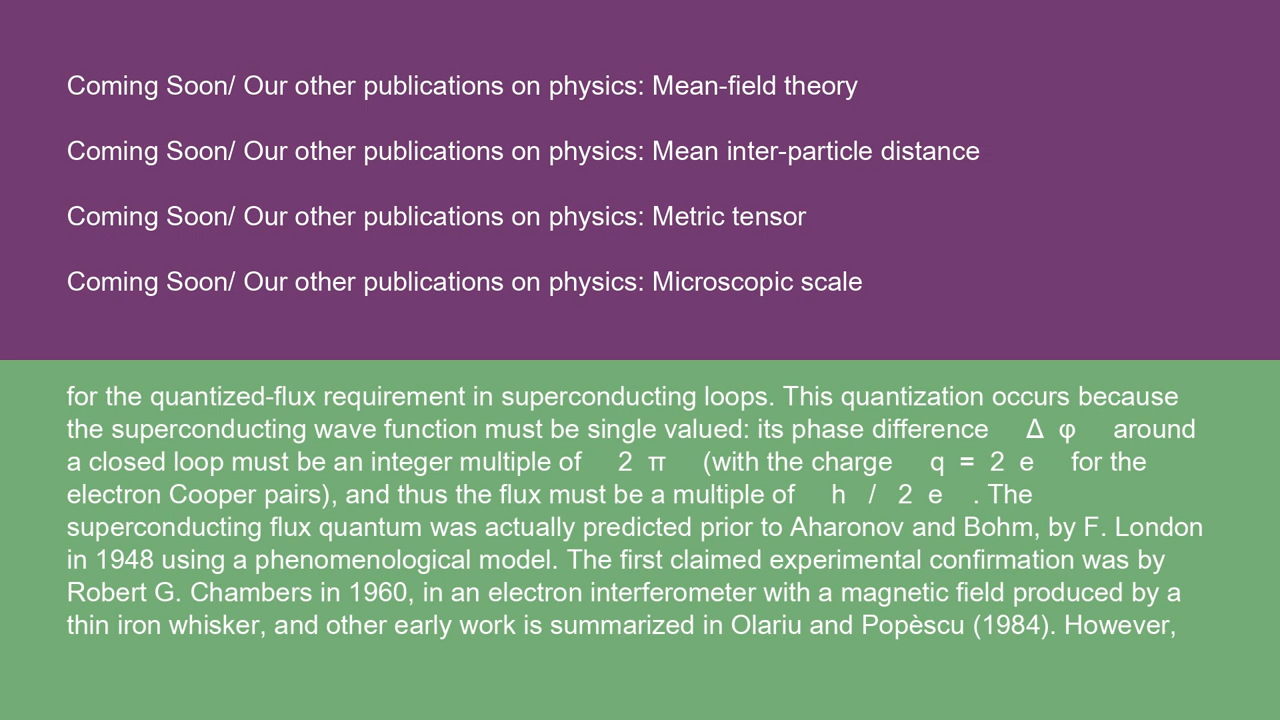 Coming Soon/ Our other publications on physics: Mean-field theory
Coming Soon/ Our other publications on physics: Mean inter-particle distance
Coming Soon/ Our other publications on physics: Metric tensor
Coming Soon/ Our other publications on physics: Microscopic scale
for the quantized-flux requirement in superconducting loops. This quantization occurs because
the superconducting wave function must be single valued: its phase difference Δ φ around
a closed loop must be an integer multiple of 2 π (with the charge q = 2 e for the
electron Cooper pairs), and thus the flux must be a multiple of h / 2 e . The
superconducting flux quantum was actually predicted prior to Aharonov and Bohm, by F. London
in 1948 using a phenomenological model. The first claimed experimental confirmation was by
Robert G. Chambers in 1960, in an electron interferometer with a magnetic field produced by a
thin iron whisker, and other early work is summarized in Olariu and Popèscu (1984). However,